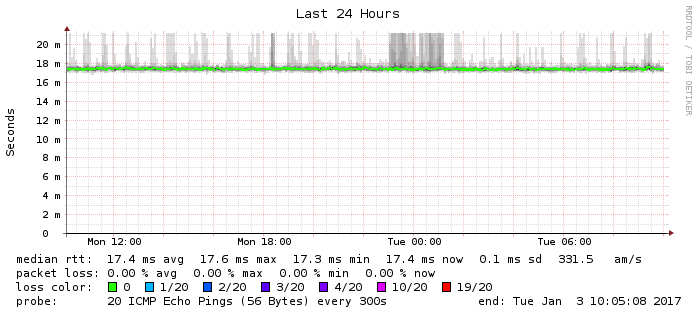 Last 24 Hours
RRDTOOL / TOBI OETIKER
Seconds
20 m
18 m
16 m
14 m
12 m
10 m
8 m
6 m
4 m
2 m
0
Mon 12:00 Mon 18:00 Tue 00:00 Tue 06:00
median rtt: 17.4 ms avg 17.6 ms max 17.3 ms min 17.4 ms now 0.1 ms sd 331.5 am/s
packet loss: 0.00 % avg 0.00 % max 0.00 % min 0.00 % now
loss color: 0 1/20 2/20 3/20 4/20 10/20 19/20
probe: 20 ICMP Echo Pings (56 Bytes) every 300s end: Tue Jan 3 10:05:08 2017